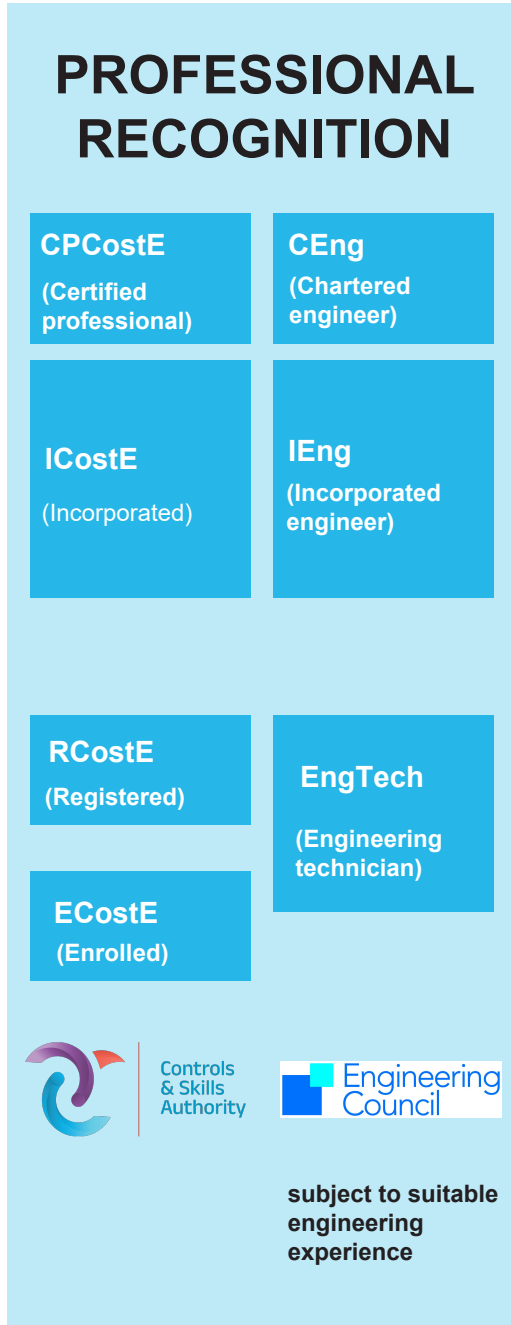 PROFESSIONAL
RECOGNITION
CPCostE
(Certified
professional)
CEng
(Chartered
engineer)
ICostE
(Incorporated)
IEng
(Incorporated
engineer)
RCostE
(Registered)
EngTech
(Engineering
technician)
ECostE
(Enrolled)
Controls
& Skills
Authority
Engineering
Council
subject to suitable
engineering
experience